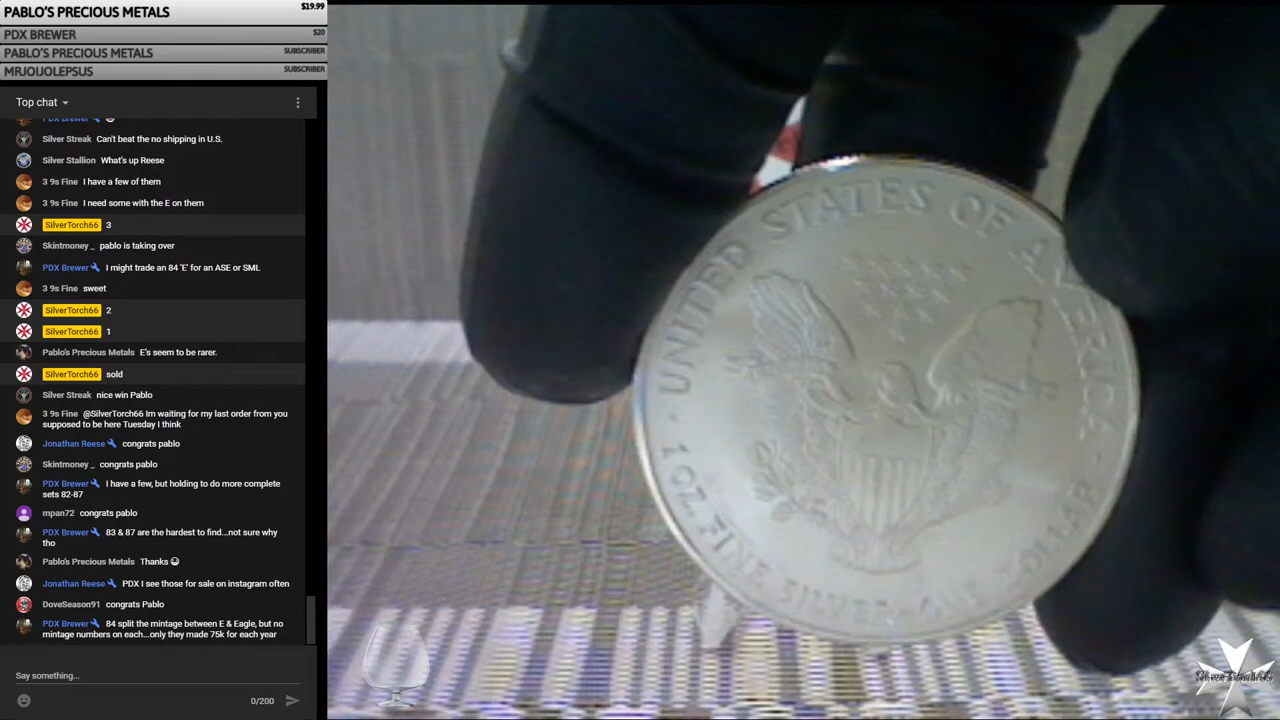 PABLO'S PRECIOUS METALS $19.99
PDX BREWER $20
PABLO'S PRECIOUS METALS SUBSCRIBER
MRJOIJOLEPSUS SUBSCRIBER
Top chat
PDX Brewer
Silver Streak Can't beat the no shipping in U.S.
Silver Stallion What's up Reese
3 9s Fine I have a few of them
3 9s Fine I need some with the E on them
SilverTorch66 3
Skintmoney _ pablo is taking over
PDX Brewer I might trade an 84 'E' for an ASE or SML
3 9s Fine sweet
SilverTorch66 2
SilverTorch66 1
Pablo's Precious Metals E's seem to be rarer.
SilverTorch66 sold
Silver Streak nice win Pablo
3 9s Fine @SilverTorch66 Im waiting for my last order from you
supposed to be here Tuesday I think
Jonathan Reese congrats pablo
Skintmoney _ congrats pablo
PDX Brewer I have a few, but holding to do more complete
sets 82-87
mpan72 congrats pablo
PDX Brewer 83 & 87 are the hardest to find...not sure why
tho
Pablo's Precious Metals Thanks 😀
Jonathan Reese PDX I see those for sale on instagram often
DoveSeason91 congrats Pablo
PDX Brewer 84 split the mintage between E & Eagle, but no
mintage numbers on each...only they made 75k for each year
Say something...
0/200
UNITED STATES OF AMERICA
1 OZ. FINE SILVER DOLLAR